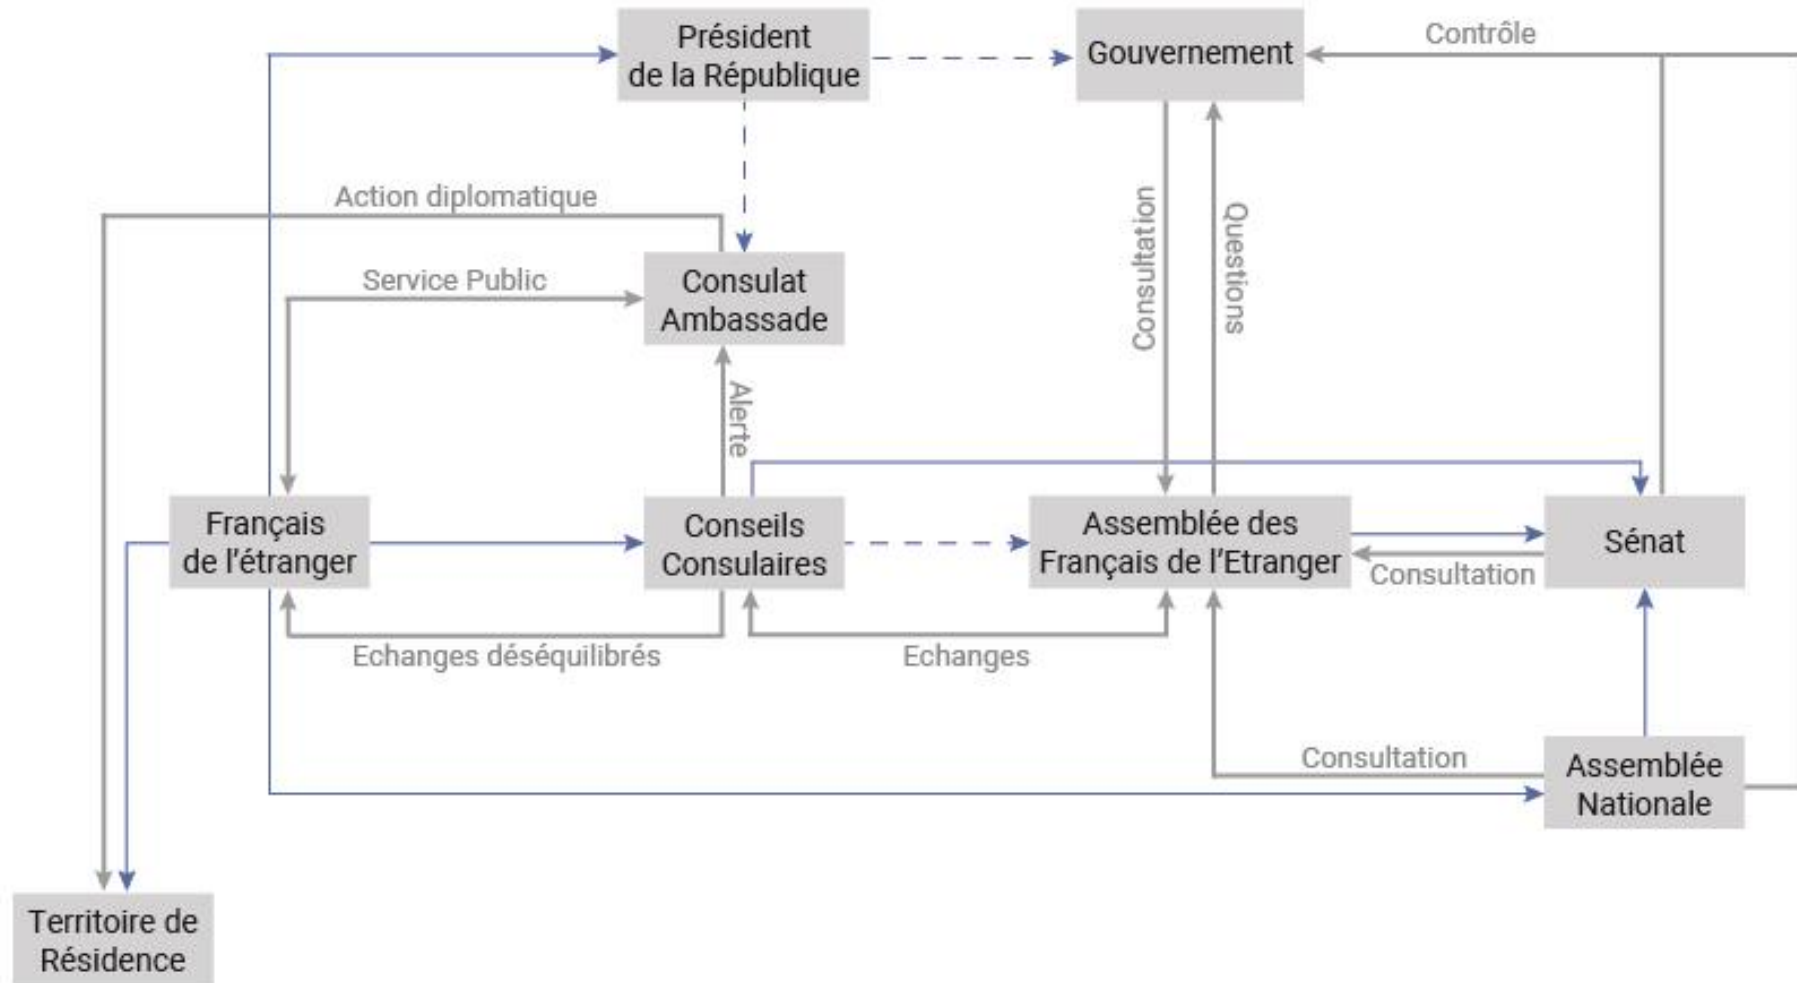 Président
de la République
Gouvernement
Contrôle
Action diplomatique
Service Public
Consulat
Ambassade
Consultation
Questions
Alerte
Français
de l'étranger
Conseils
Consulaires
Assemblée des
Français de l'Etranger
Sénat
Consultation
Echanges déséquilibrés
Echanges
Consultation
Assemblée
Nationale
Territoire de
Résidence